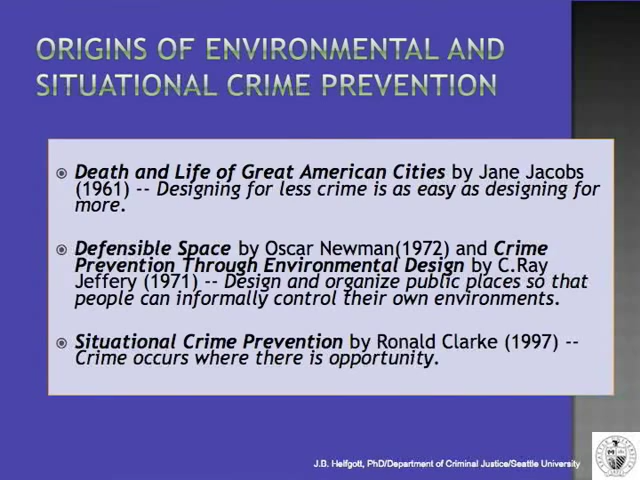 ORIGINS OF ENVIRONMENTAL AND
SITUATIONAL CRIME PREVENTION
Death and Life of Great American Cities by Jane Jacobs
(1961) -- Designing for less crime is as easy as designing for
more.
Defensible Space by Oscar Newman(1972) and Crime
Prevention Through Environmental Design by C.Ray
Jeffery (1971) -- Design and organize public places so that
people can informally control their own environments.
Situational Crime Prevention by Ronald Clarke (1997) --
Crime occurs where there is opportunity.
J.B. Helfgott, PhD/Department of Criminal Justice/Seattle University